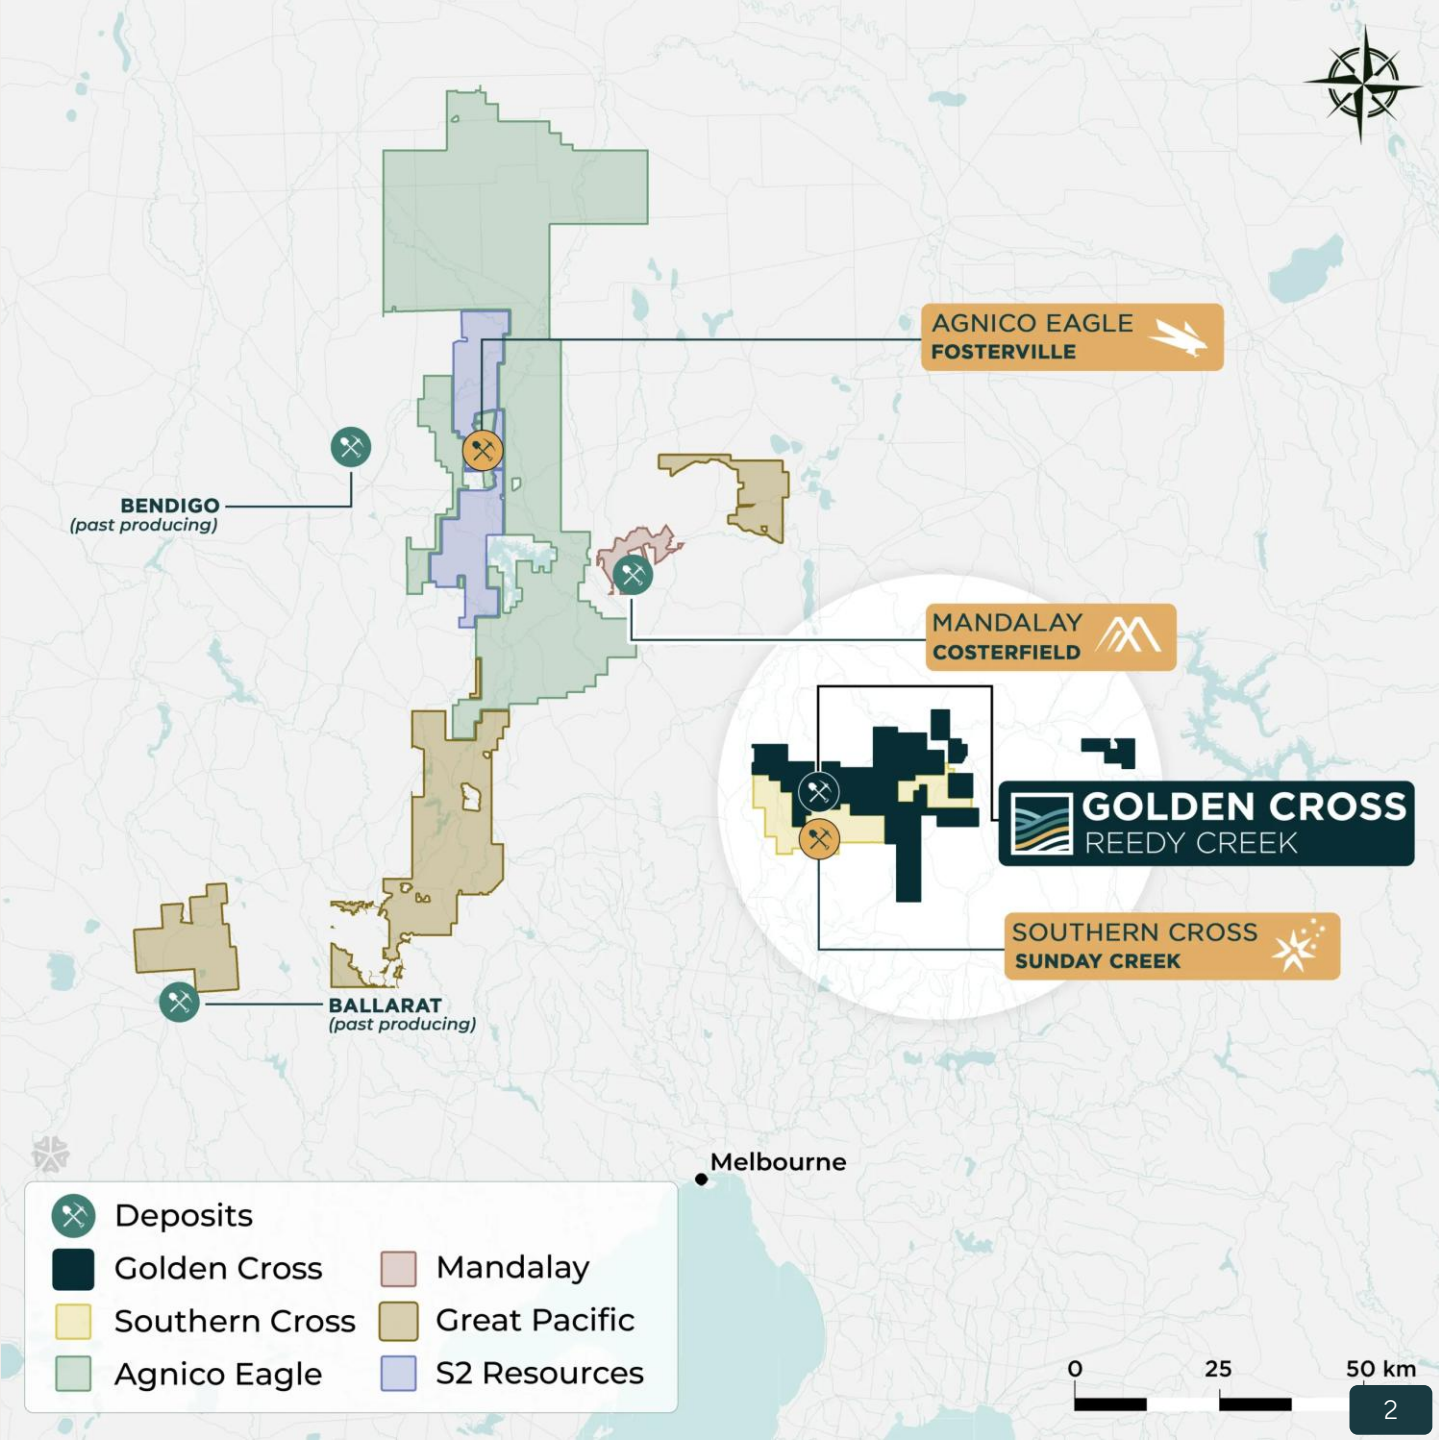 AGNICO EAGLE
FOSTERVILLE
BENDIGO
(past producing)
MANDALAY
COSTERFIELD
GOLDEN CROSS
REEDY CREEK
SOUTHERN CROSS
SUNDAY CREEK
BALLARAT
(past producing)
Melbourne
Deposits
Golden Cross
Mandalay
Southern Cross
Great Pacific
Agnico Eagle
S2 Resources
0 25 50 km
2